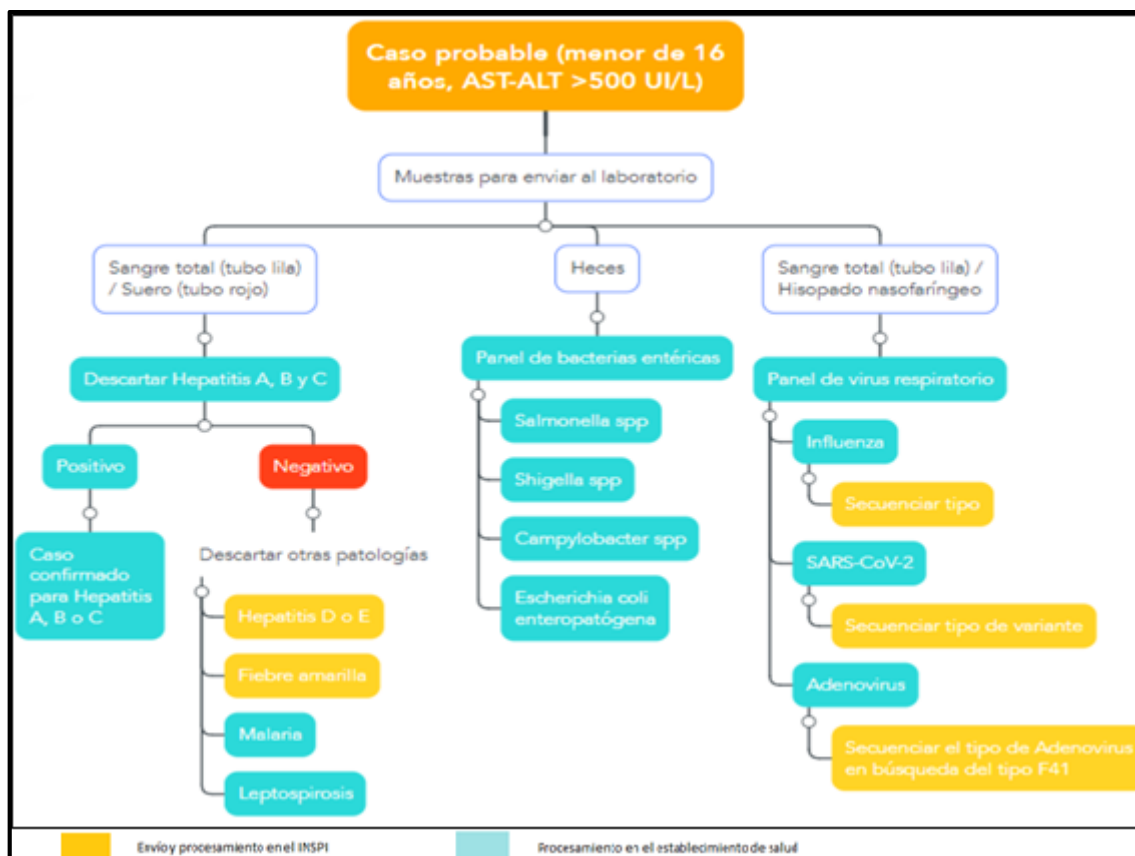 Caso probable (menor de 16
años, AST-ALT >500 UI/L)
Muestras para enviar al laboratorio
Sangre total (tubo lila)
/ Suero (tubo rojo)
Descartar Hepatitis A, B y C
Positivo
Negativo
Caso
confirmado
para Hepatitis
A, B o C
Descartar otras patologías
Hepatitis D o E
Fiebre amarilla
Malaria
Leptospirosis
Heces
Panel de bacterias entéricas
Salmonella spp
Shigella spp
Campylobacter spp
Escherichia coli
enteropatógena
Sangre total (tubo lila) /
Hisopado nasofaríngeo
Panel de virus respiratorio
Influenza
Secuenciar tipo
SARS-CoV-2
Secuenciar tipo de variante
Adenovirus
Secuenciar el tipo de Adenovirus
en búsqueda del tipo F41
Envío y procesamiento en el INSPI
Procesamiento en el establecimiento de salud